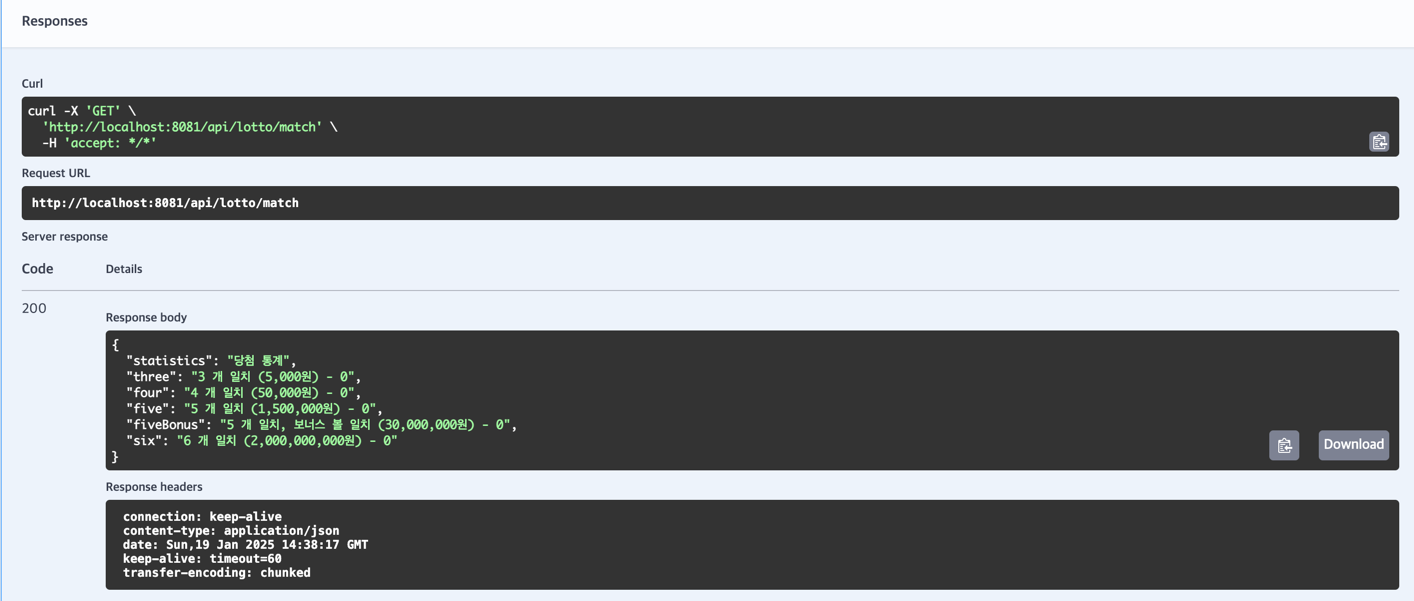 Responses
Curl
curl -X 'GET' \
'http://localhost:8081/api/lotto/match' \
-H 'accept: */*'
Request URL
http://localhost:8081/api/lotto/match
Server response
Code Details
200
Response body
{
"statistics": "당첨 통계",
"three": "3 개 일치 (5,000원) - 0",
"four": "4 개 일치 (50,000원) - 0",
"five": "5 개 일치 (1,500,000원) - 0",
"fiveBonus": "5 개 일치, 보너스 볼 일치 (30,000,000원) - 0",
"six": "6 개 일치 (2,000,000,000원) - 0"
}
Download
Response headers
connection: keep-alive
content-type: application/json
date: Sun,19 Jan 2025 14:38:17 GMT
keep-alive: timeout=60
transfer-encoding: chunked